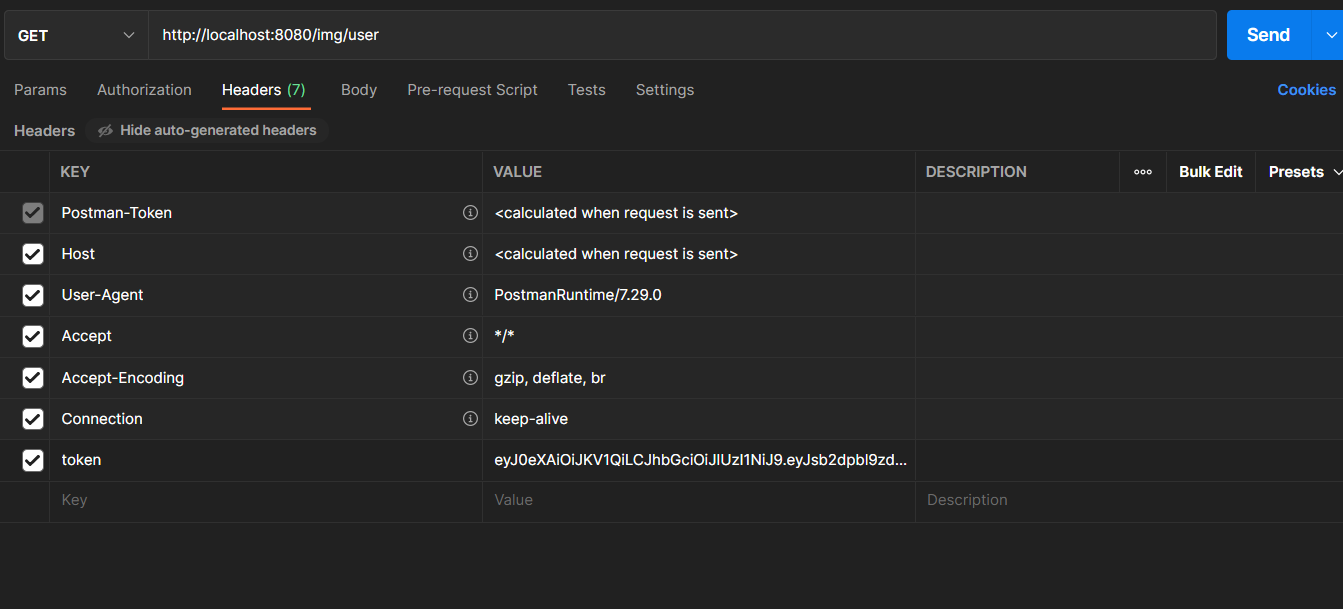 GET http://localhost:8080/img/user Send
Params Authorization Headers (7) Body Pre-request Script Tests Settings Cookies
Headers Hide auto-generated headers
KEY VALUE DESCRIPTION ooo Bulk Edit Presets
Postman-Token <calculated when request is sent>
Host <calculated when request is sent>
User-Agent PostmanRuntime/7.29.0
Accept */*
Accept-Encoding gzip, deflate, br
Connection keep-alive
token eyJ0eXAiOiJKV1QiLCJhbGciOiJIUzI1NiJ9.eyJsb2dpbl9zd...
Key Value Description